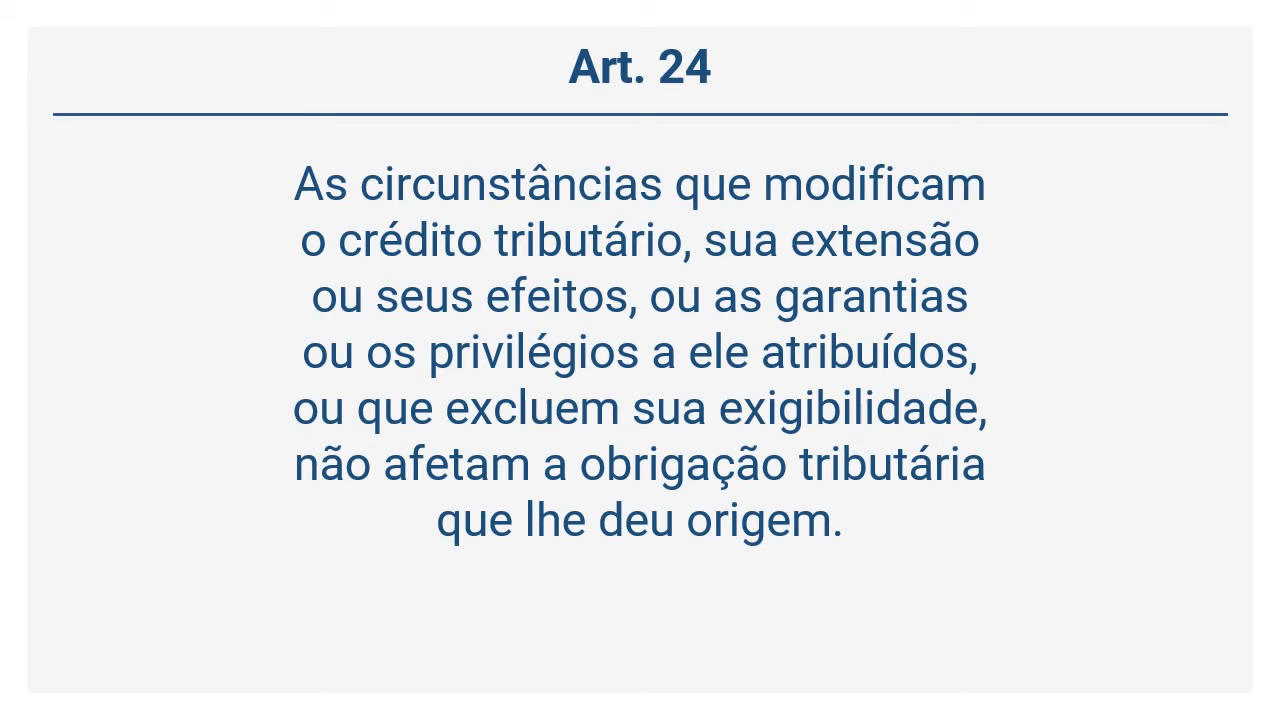 Art. 24
As circunstâncias que modificam
o crédito tributário, sua extensão
ou seus efeitos, ou as garantias
ou os privilégios a ele atribuídos,
ou que excluem sua exigibilidade,
não afetam a obrigação tributária
que lhe deu origem.